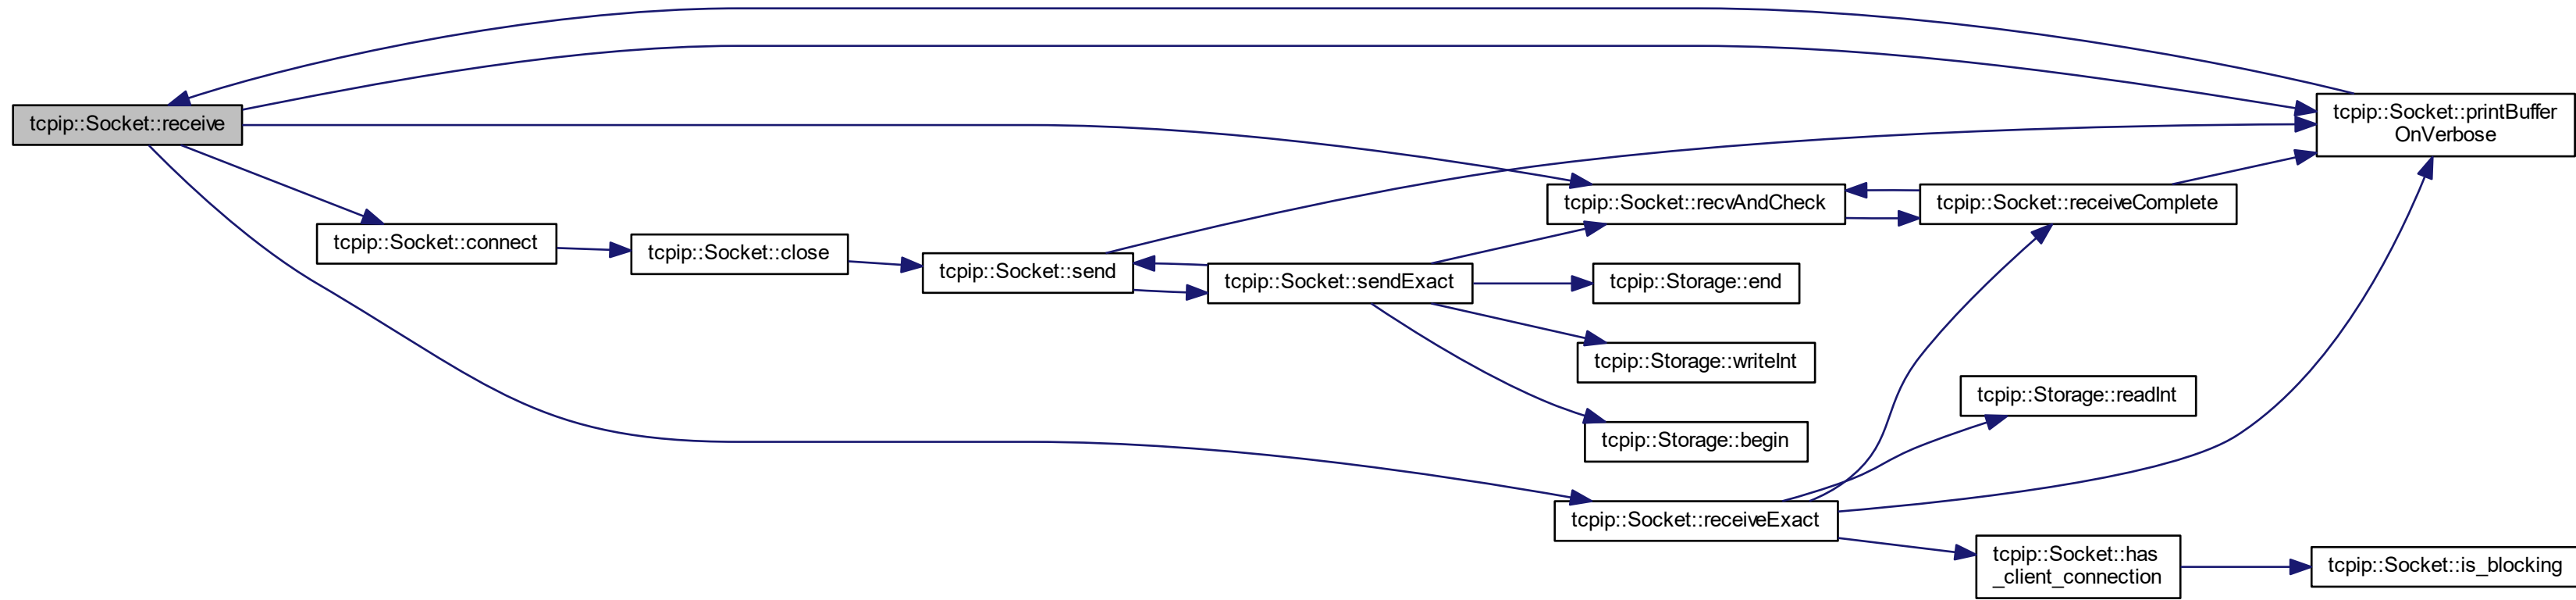 tcpip::Socket::receive
tcpip::Socket::printBuffer
OnVerbose
tcpip::Socket::recvAndCheck
tcpip::Socket::receiveComplete
tcpip::Socket::connect
tcpip::Socket::close
tcpip::Socket::send
tcpip::Socket::sendExact
tcpip::Storage::end
tcpip::Storage::writeInt
tcpip::Storage::readInt
tcpip::Storage::begin
tcpip::Socket::receiveExact
tcpip::Socket::has
_client_connection
tcpip::Socket::is_blocking